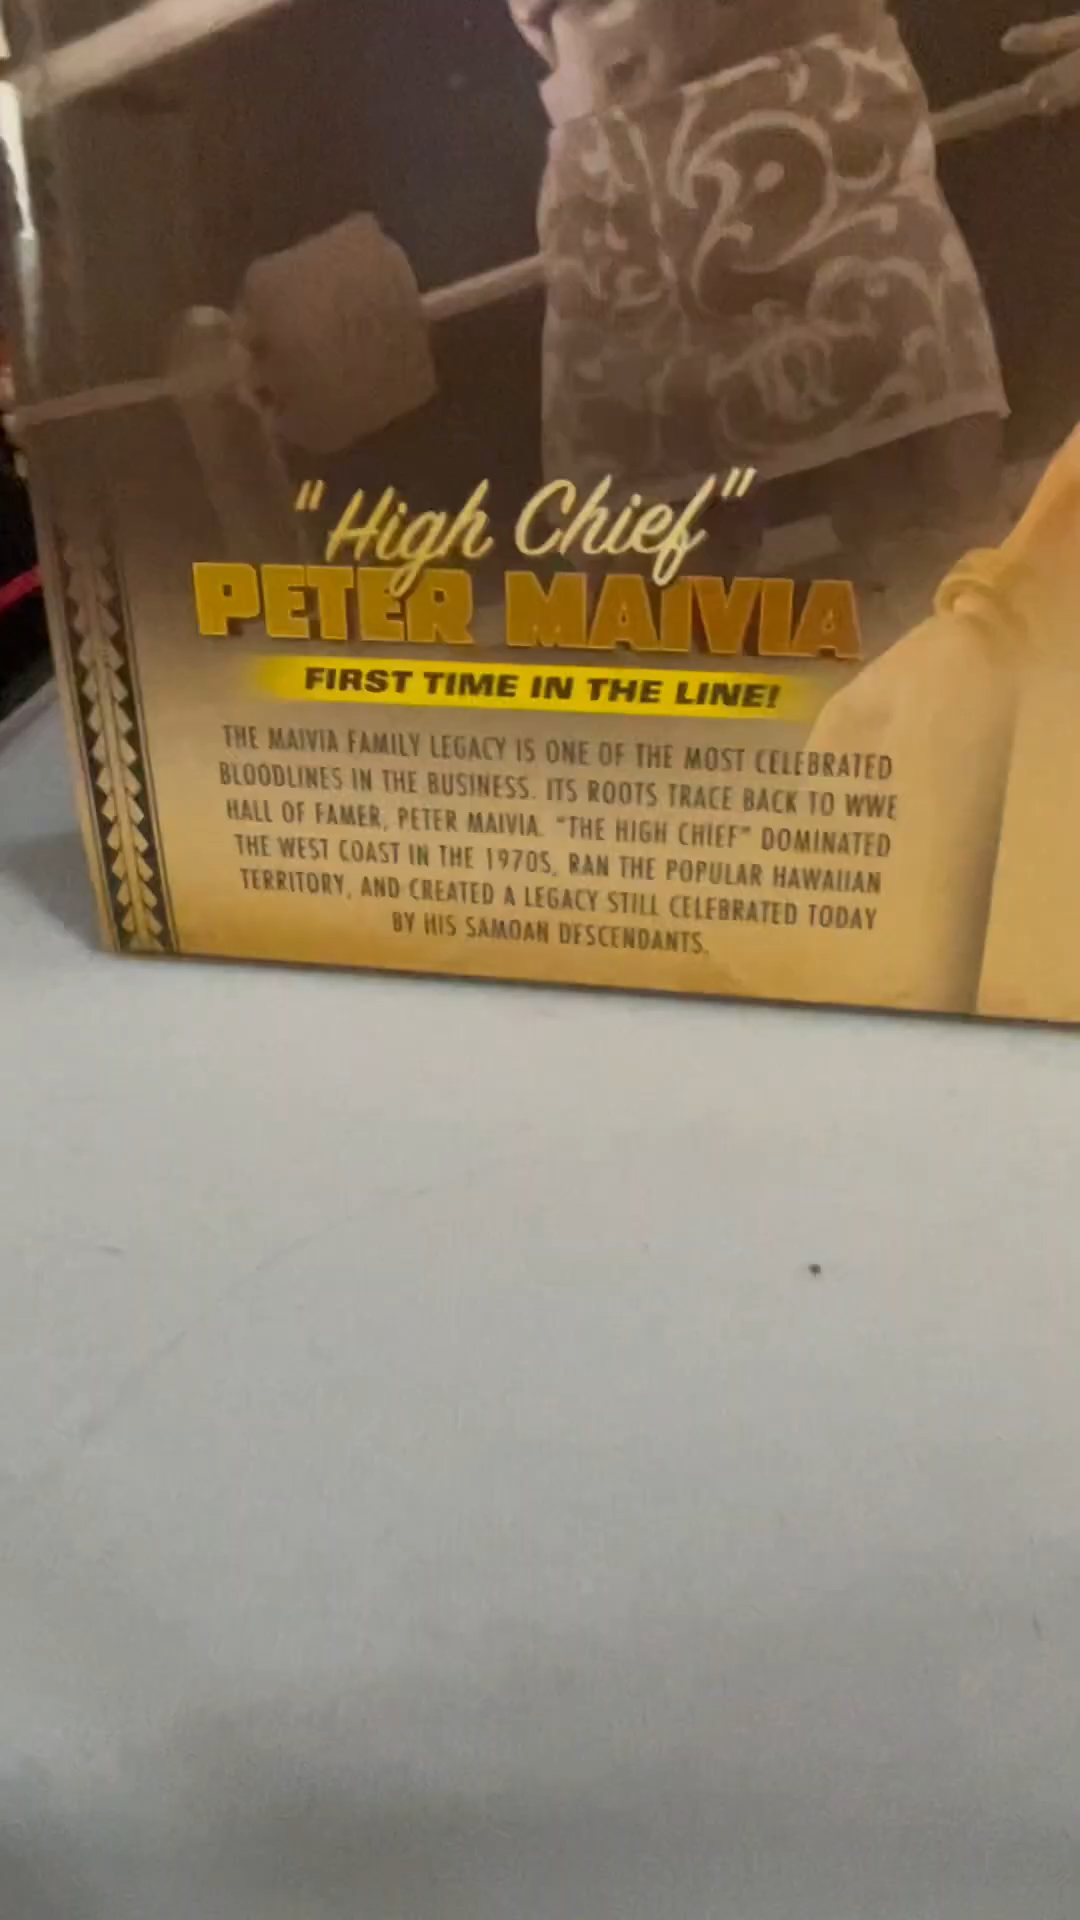 "High Chief"
PETER MAIVIA
FIRST TIME IN THE LINE!
THE MAIVIA FAMILY LEGACY IS ONE OF THE MOST CELEBRATED
BLOODLINES IN THE BUSINESS. ITS ROOTS TRACE BACK TO WWE
HALL OF FAMER, PETER MAIVIA. "THE HIGH CHIEF" DOMINATED
THE WEST COAST IN THE 1970S, RAN THE POPULAR HAWAIIAN
TERRITORY, AND CREATED A LEGACY STILL CELEBRATED TODAY
BY HIS SAMOAN DESCENDANTS.